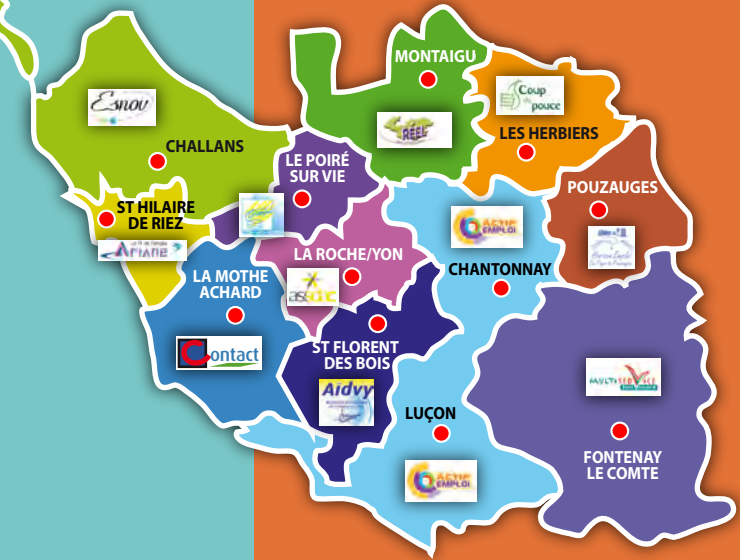 MONTAIGU
Esnov
Coup
de pouce
RÉEL
LES HERBIERS
CHALLANS
LE POIRÉ
SUR VIE
POUZAUGES
ST HILAIRE
DE RIEZ
ACTIF
EMPLOI
ARIANE
LA ROCHE/YON
LA MOTHE
ACHARD
CHANTONNAY
Contact
ST FLORENT
DES BOIS
MULTISERVICE
Aidvy
LUÇON
FONTENAY
LE COMTE
ACTIF
EMPLOI